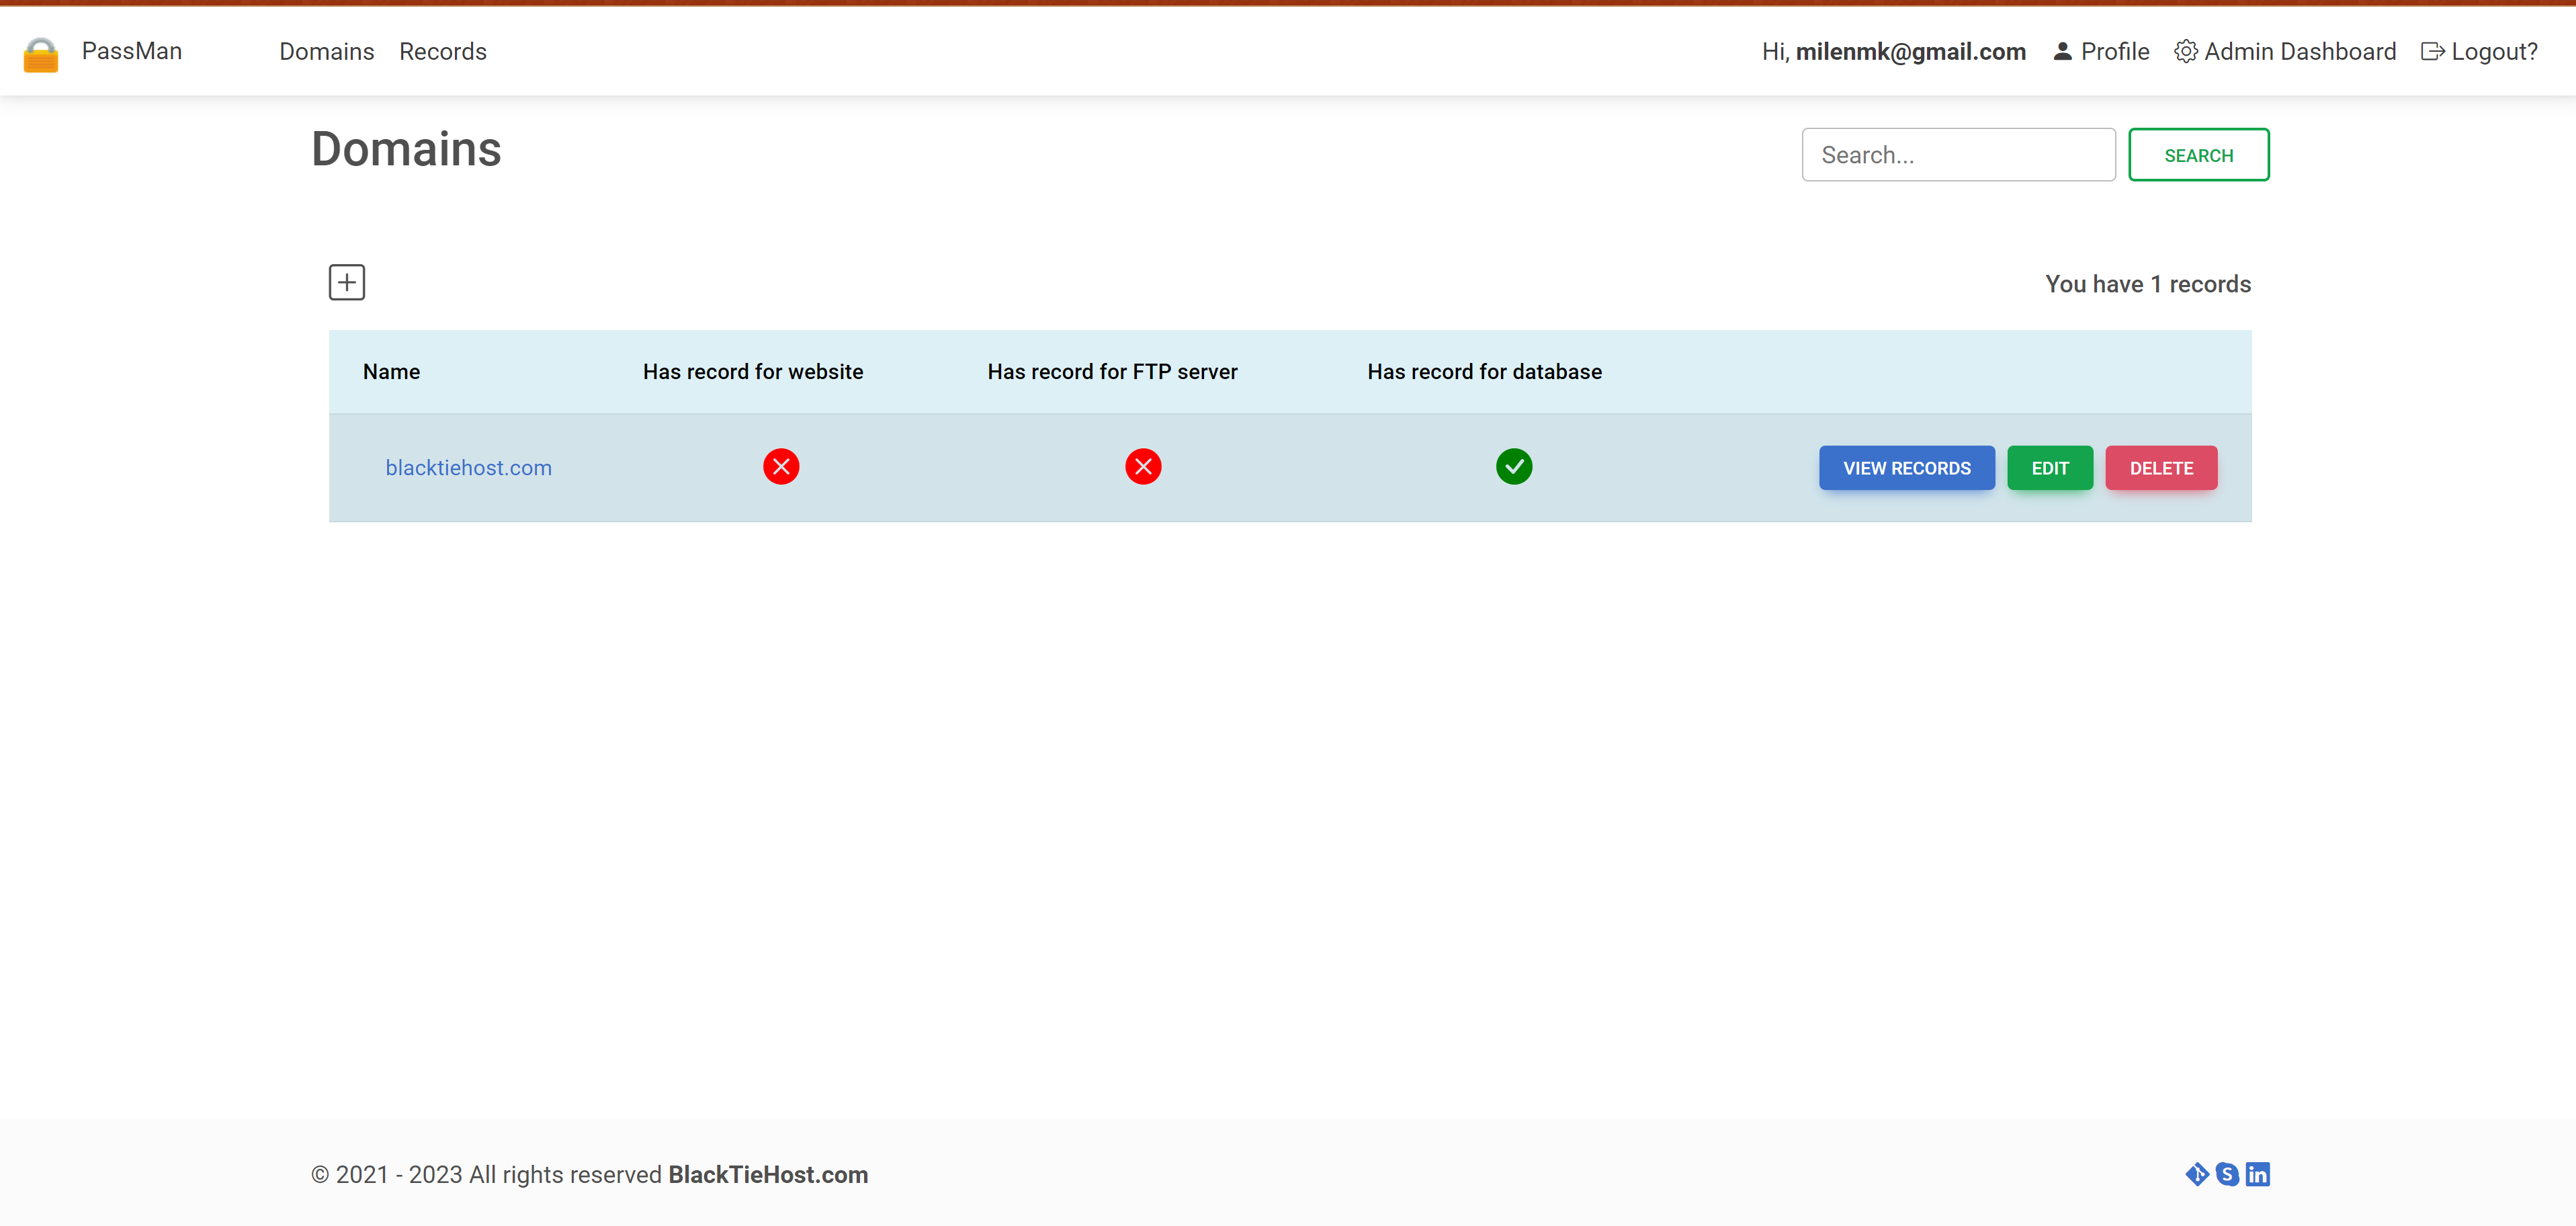 PassMan Domains Records Hi, milenmk@gmail.com Profile Admin Dashboard Logout?
Domains Search... SEARCH
You have 1 records
Name Has record for website Has record for FTP server Has record for database
blacktiehost.com VIEW RECORDS EDIT DELETE
© 2021 - 2023 All rights reserved BlackTieHost.com